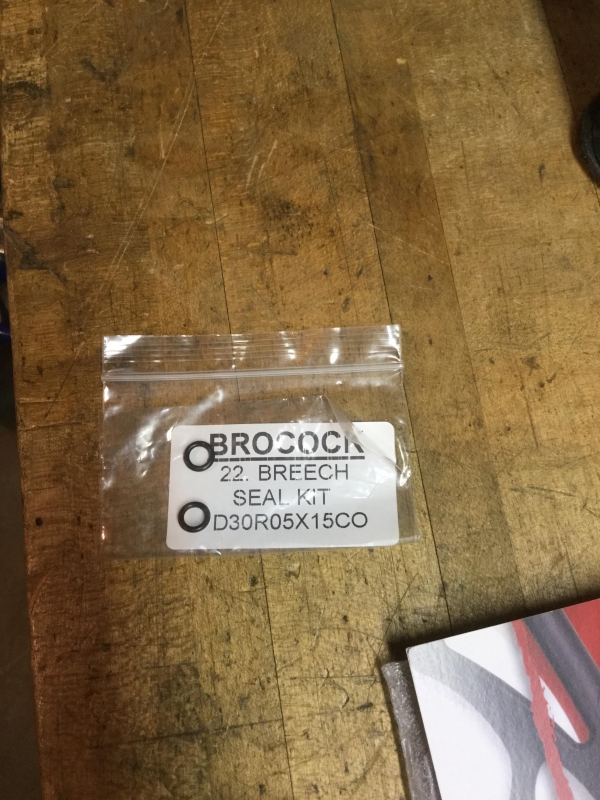 BROCOCK
22. BREECH
SEAL KIT
D30R05X15CO